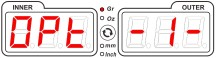 INNER OUTER
Gr
Oz
OPt - 1 -
mm
Inch